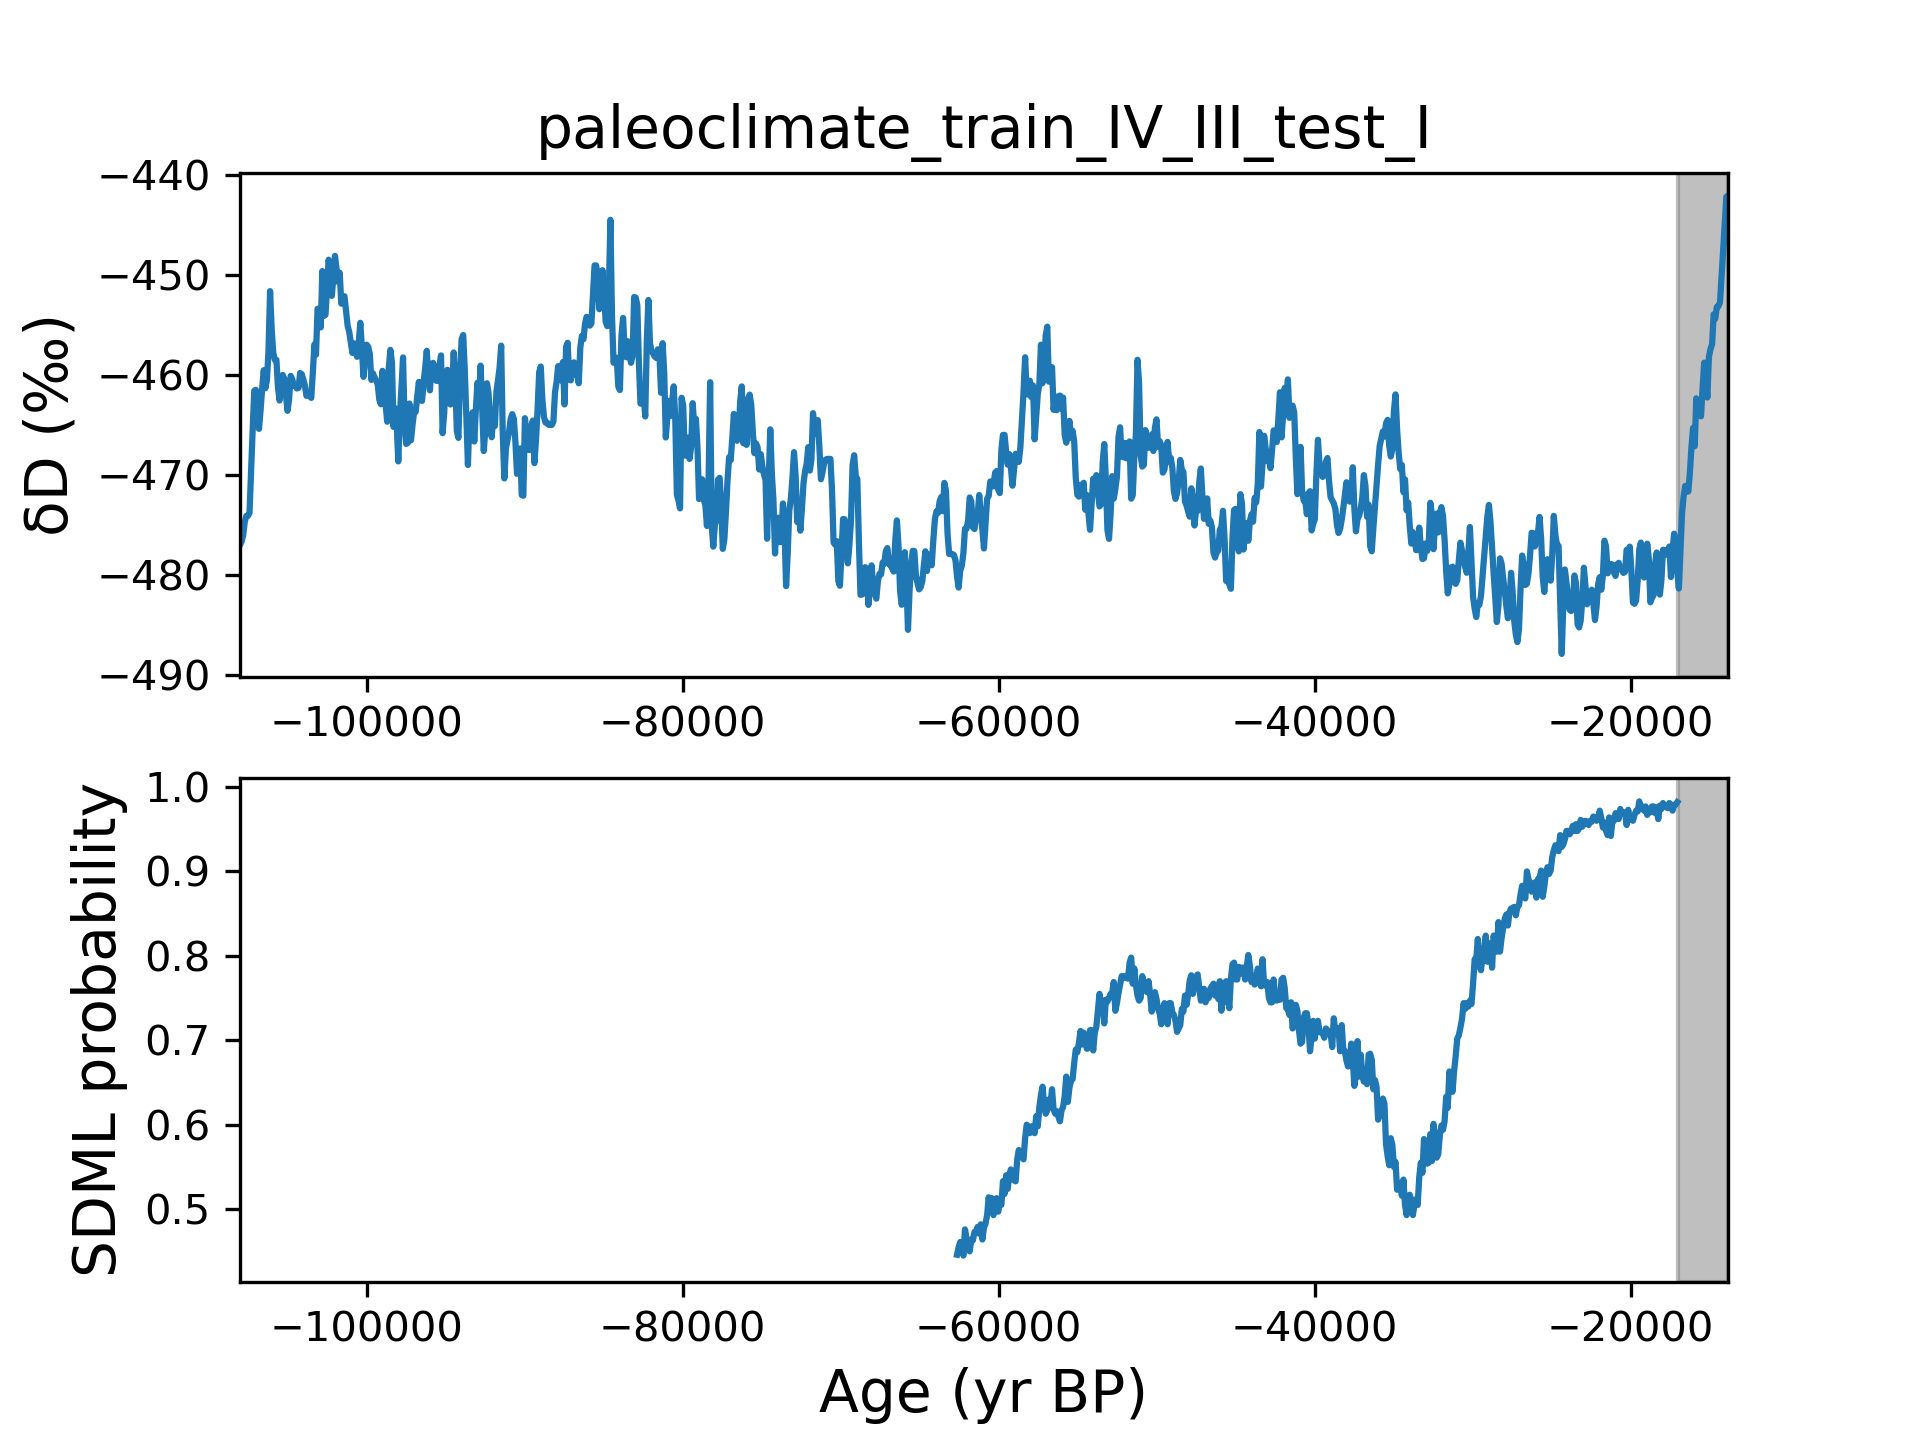 paleoclimate_train_IV_III_test_I
δD (‰)
−440
−450
−460
−470
−480
−490
−100000 −80000 −60000 −40000 −20000
SDML probability
1.0
0.9
0.8
0.7
0.6
0.5
−100000 −80000 −60000 −40000 −20000
Age (yr BP)